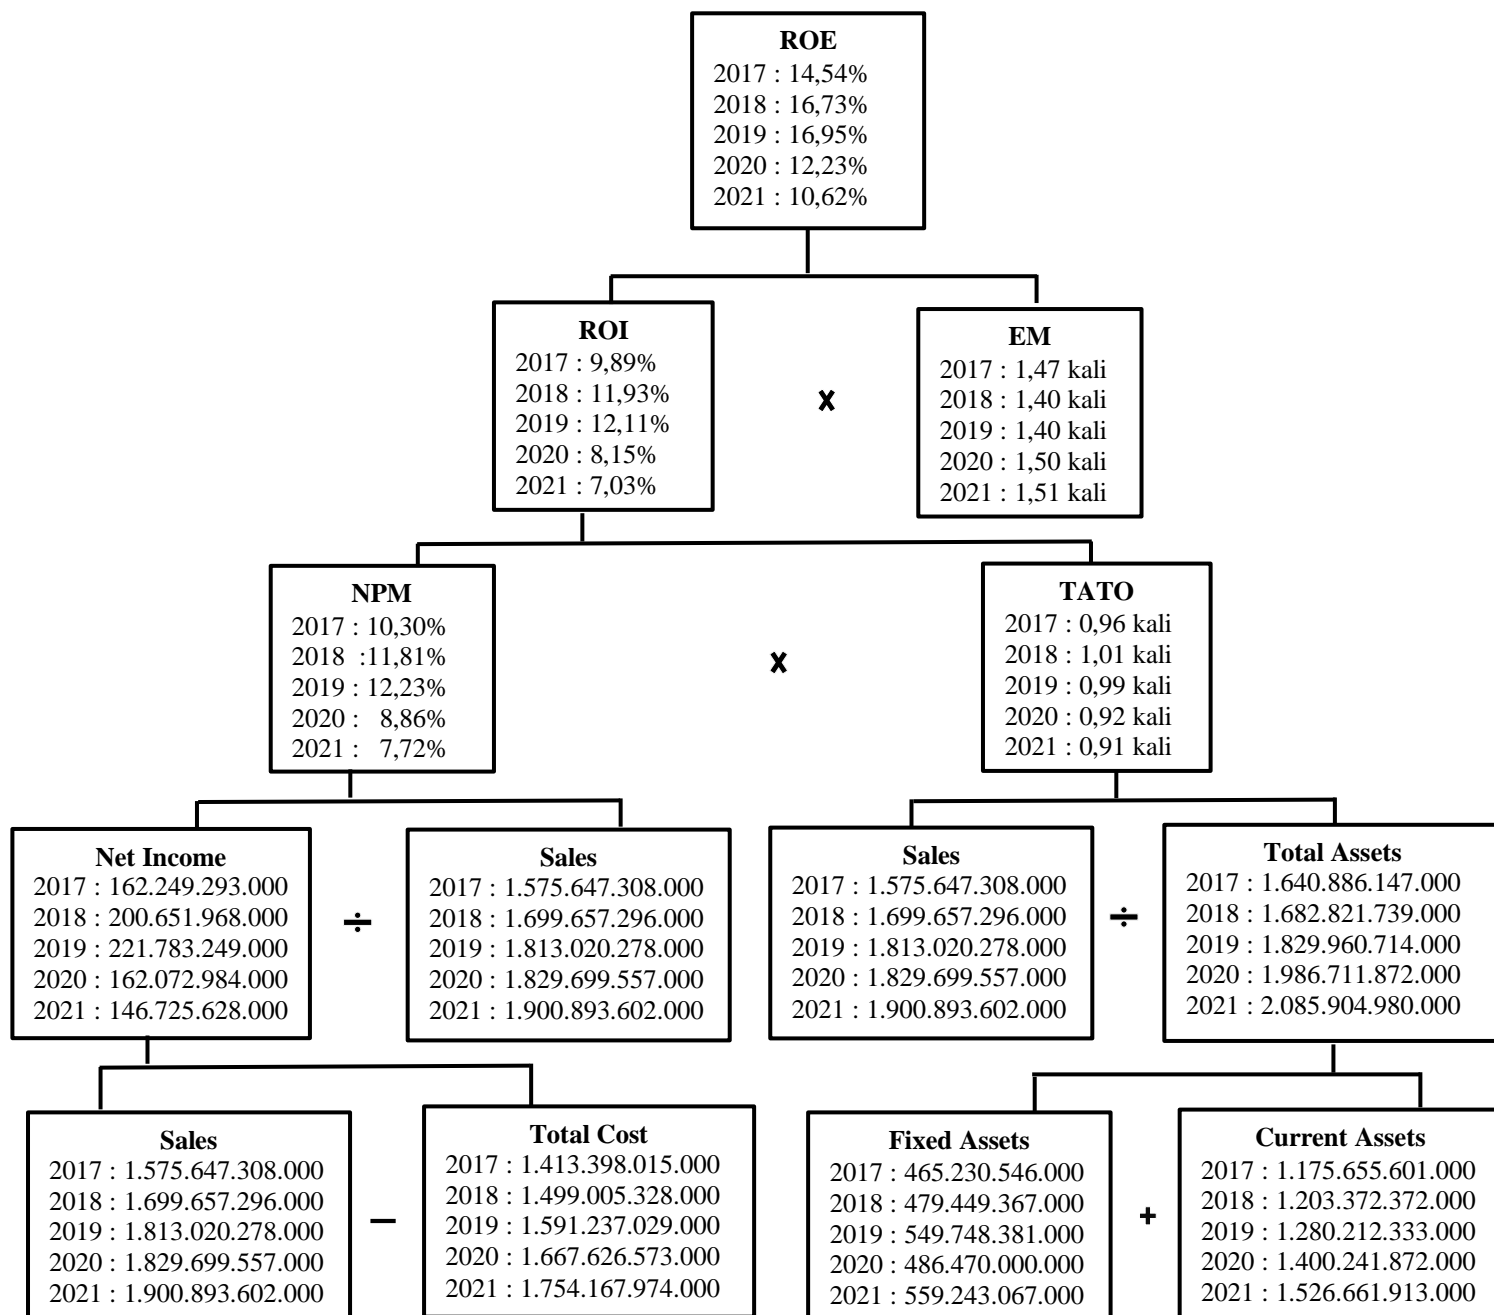 ROE
2017 : 14,54%
2018 : 16,73%
2019 : 16,95%
2020 : 12,23%
2021 : 10,62%
ROI
2017 : 9,89%
2018 : 11,93%
2019 : 12,11%
2020 : 8,15%
2021 : 7,03%
x
EM
2017 : 1,47 kali
2018 : 1,40 kali
2019 : 1,40 kali
2020 : 1,50 kali
2021 : 1,51 kali
NPM
2017 : 10,30%
2018 :11,81%
2019 : 12,23%
2020 : 8,86%
2021 : 7,72%
x
TATO
2017 : 0,96 kali
2018 : 1,01 kali
2019 : 0,99 kali
2020 : 0,92 kali
2021 : 0,91 kali
Net Income
2017 : 162.249.293.000
2018 : 200.651.968.000
2019 : 221.783.249.000
2020 : 162.072.984.000
2021 : 146.725.628.000
÷
Sales
2017 : 1.575.647.308.000
2018 : 1.699.657.296.000
2019 : 1.813.020.278.000
2020 : 1.829.699.557.000
2021 : 1.900.893.602.000
Sales
2017 : 1.575.647.308.000
2018 : 1.699.657.296.000
2019 : 1.813.020.278.000
2020 : 1.829.699.557.000
2021 : 1.900.893.602.000
÷
Total Assets
2017 : 1.640.886.147.000
2018 : 1.682.821.739.000
2019 : 1.829.960.714.000
2020 : 1.986.711.872.000
2021 : 2.085.904.980.000
Sales
2017 : 1.575.647.308.000
2018 : 1.699.657.296.000
2019 : 1.813.020.278.000
2020 : 1.829.699.557.000
2021 : 1.900.893.602.000
–
Total Cost
2017 : 1.413.398.015.000
2018 : 1.499.005.328.000
2019 : 1.591.237.029.000
2020 : 1.667.626.573.000
2021 : 1.754.167.974.000
Fixed Assets
2017 : 465.230.546.000
2018 : 479.449.367.000
2019 : 549.748.381.000
2020 : 486.470.000.000
2021 : 559.243.067.000
+
Current Assets
2017 : 1.175.655.601.000
2018 : 1.203.372.372.000
2019 : 1.280.212.333.000
2020 : 1.400.241.872.000
2021 : 1.526.661.913.000